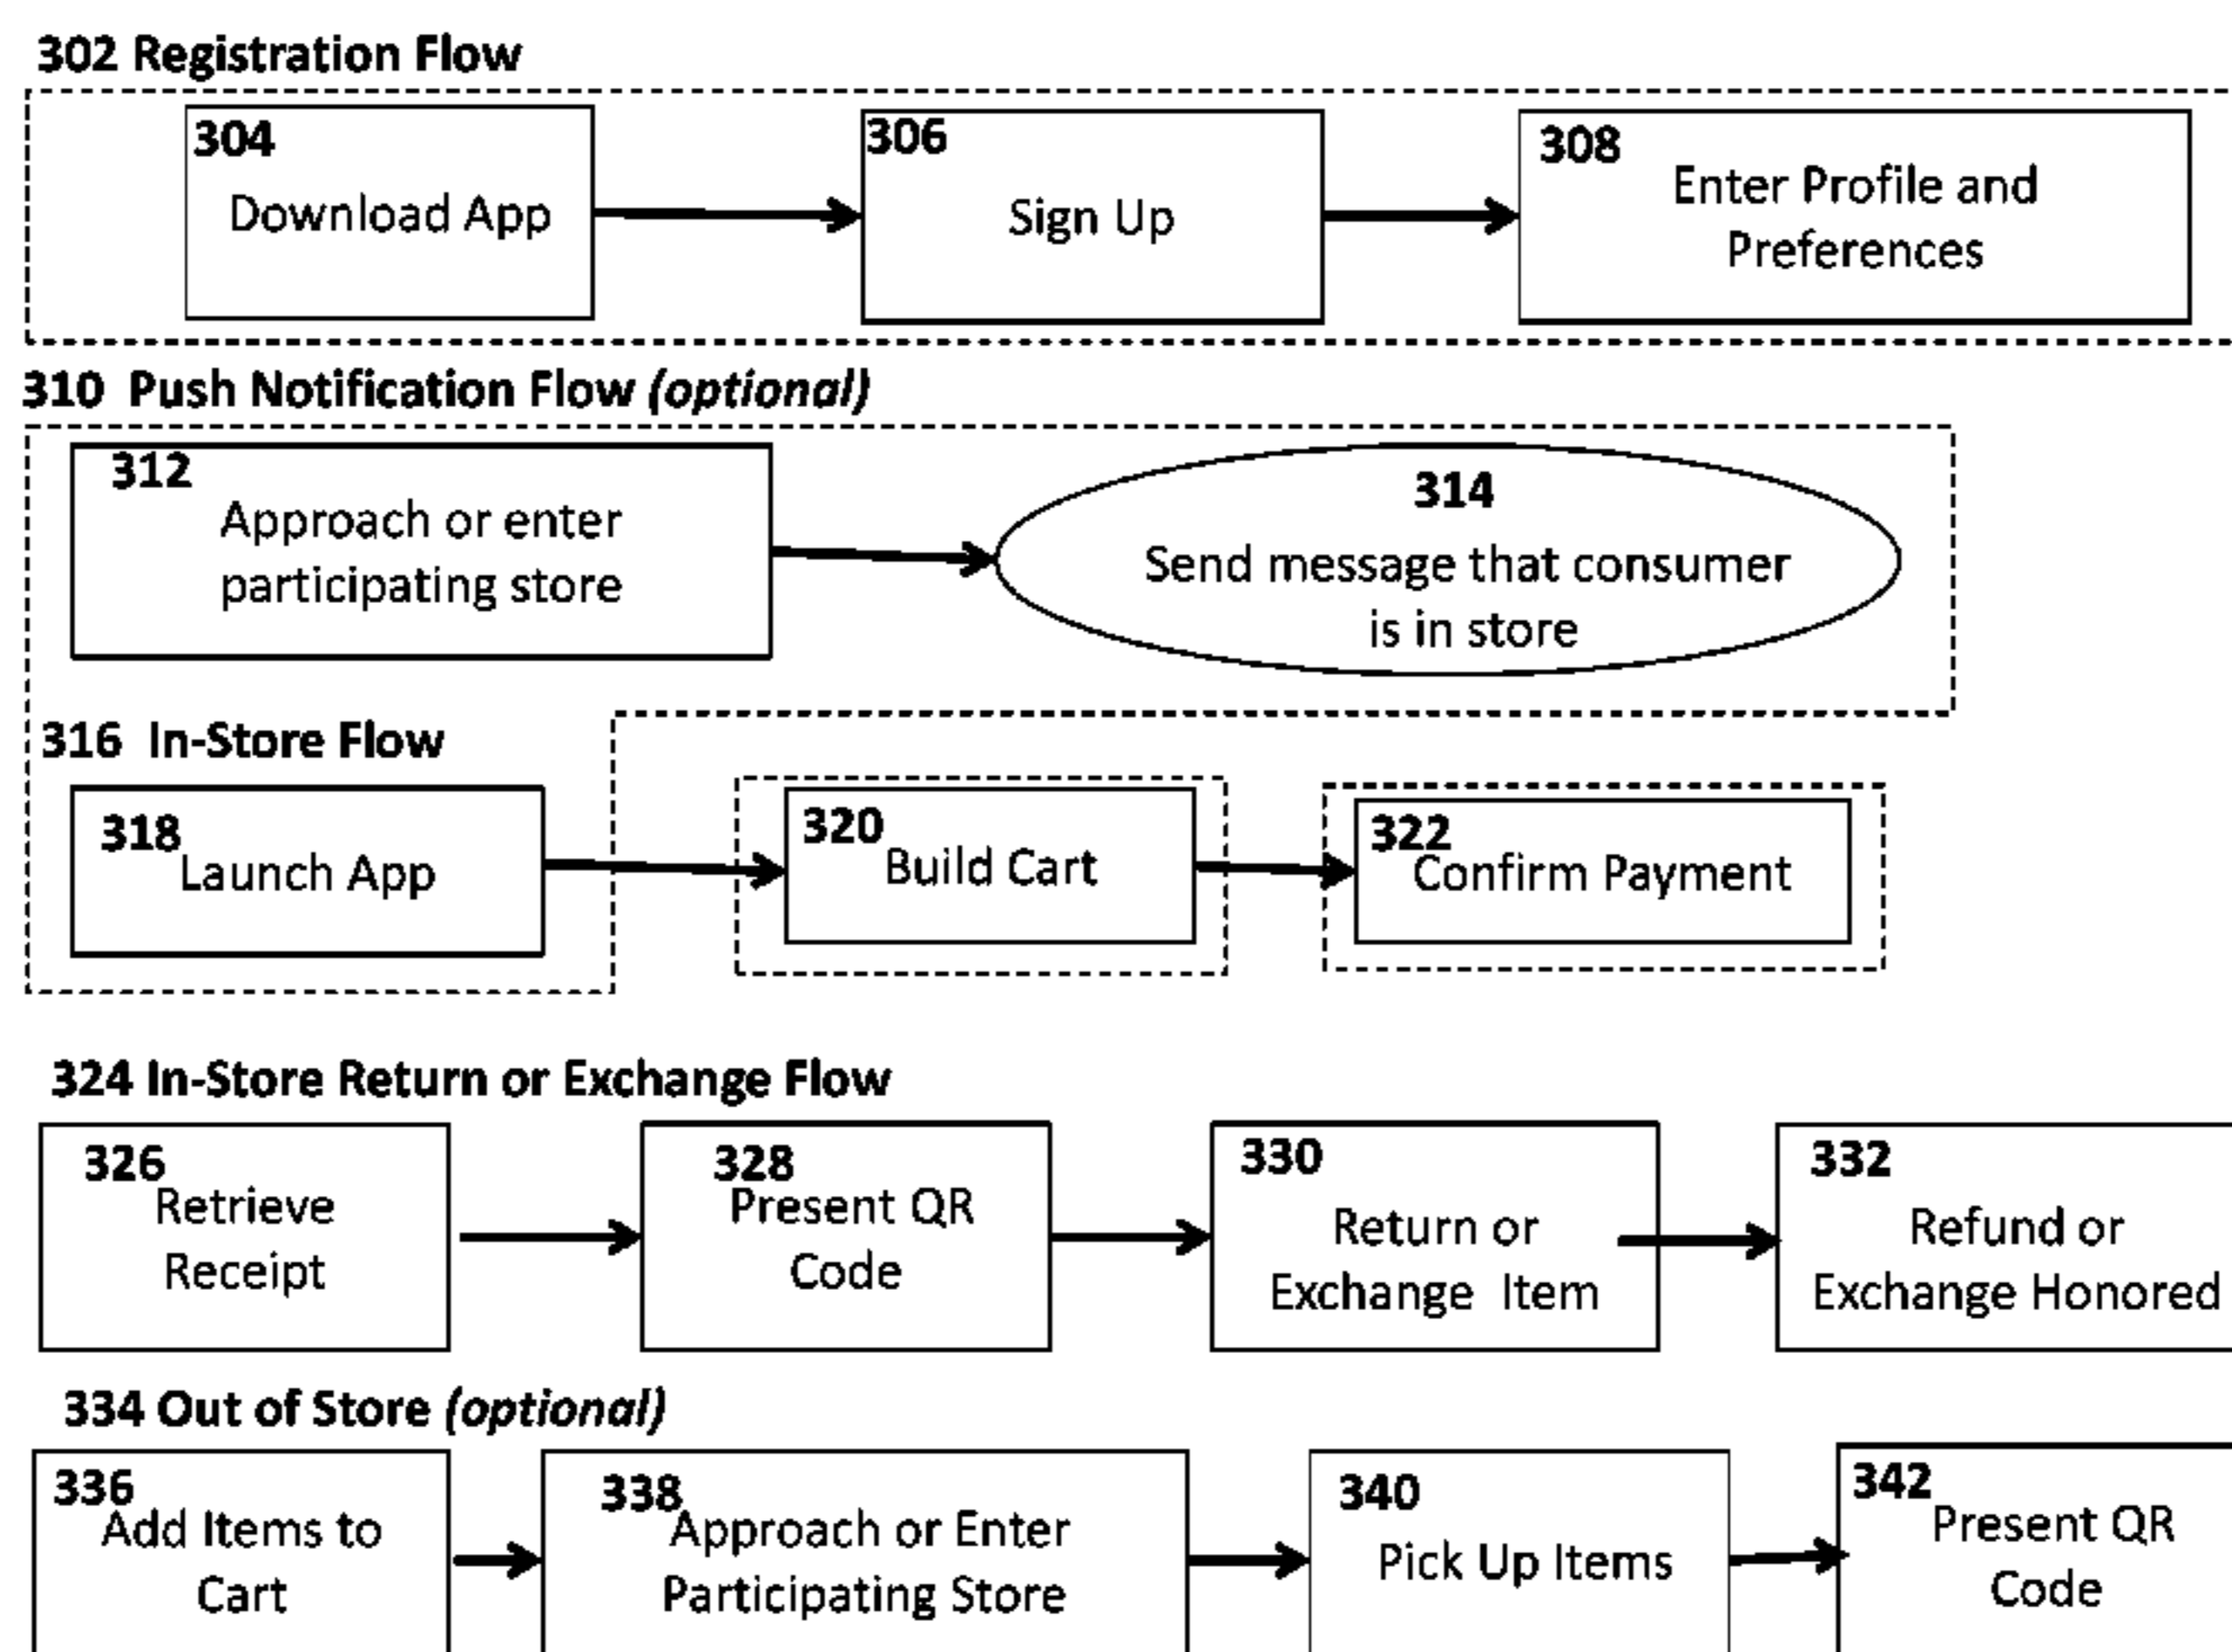 302 Registration Flow
304
Download App
306
Sign Up
308
Enter Profile and
Preferences
310 Push Notification Flow (optional)
312
Approach or enter
participating store
314
Send message that consumer
is in store
316 In-Store Flow
318
Launch App
320
Build Cart
322
Confirm Payment
324 In-Store Return or Exchange Flow
326
Retrieve
Receipt
328
Present QR
Code
330
Return or
Exchange Item
332
Refund or
Exchange Honored
334 Out of Store (optional)
336
Add Items to
Cart
338
Approach or Enter
Participating Store
340
Pick Up Items
342
Present QR
Code